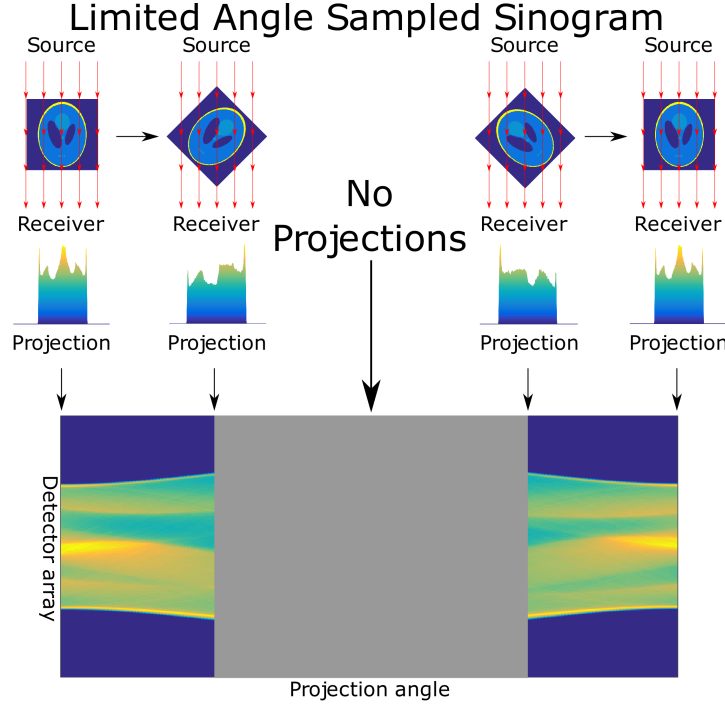 Limited Angle Sampled Sinogram
Source
Source
Source
Source
No
Projections
Receiver
Receiver
Receiver
Receiver
Projection
Projection
Projection
Projection
Detector array
Projection angle